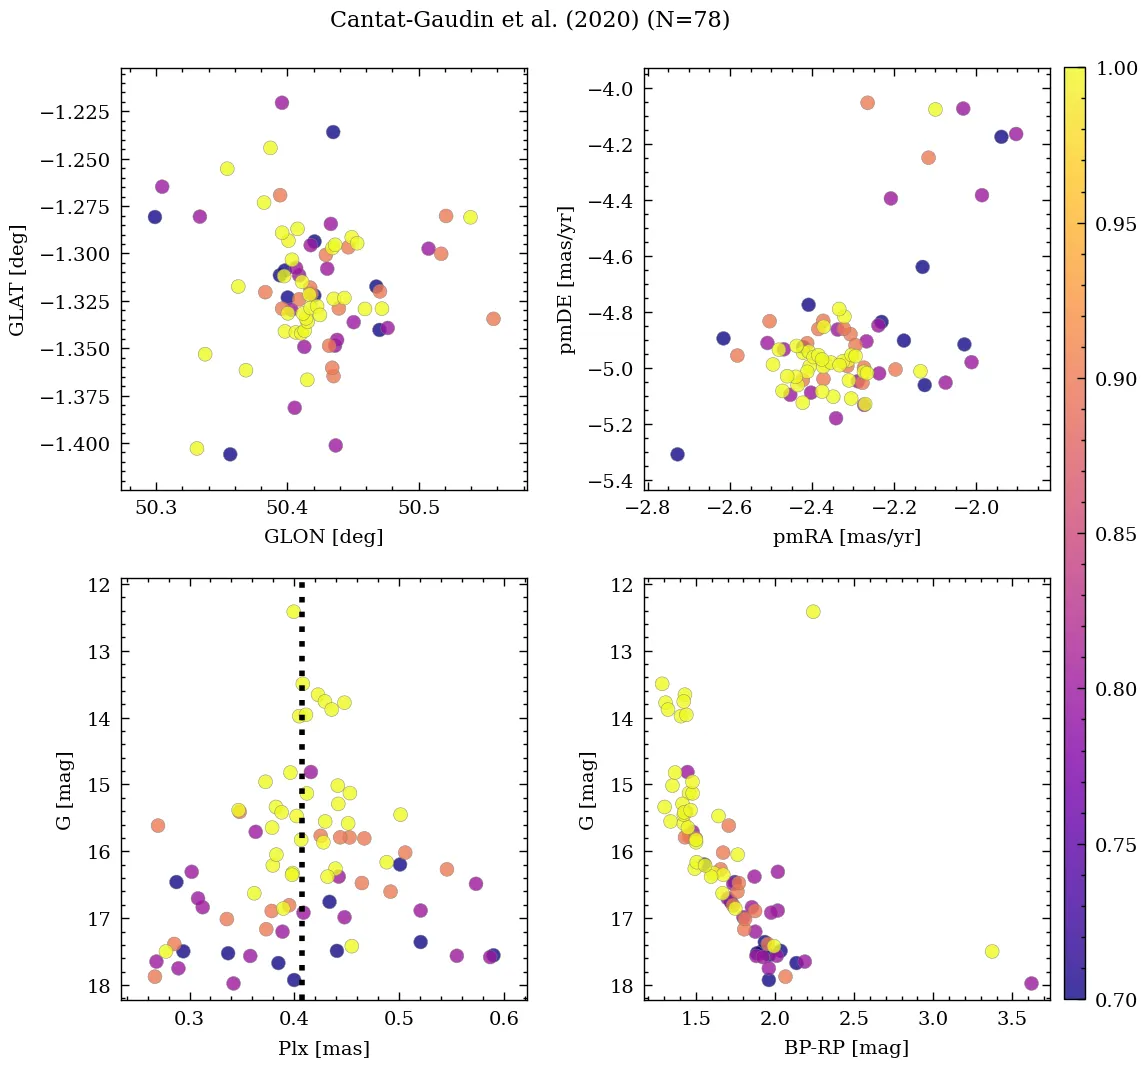 Cantat-Gaudin et al. (2020) (N=78)
−1.225
−1.250
−1.275
−1.300
−1.325
−1.350
−1.375
−1.400
GLAT [deg]
50.3 50.4 50.5
GLON [deg]
−4.0
−4.2
−4.4
−4.6
−4.8
−5.0
−5.2
−5.4
pmDE [mas/yr]
−2.8 −2.6 −2.4 −2.2 −2.0
pmRA [mas/yr]
12
13
14
15
16
17
18
G [mag]
0.3 0.4 0.5 0.6
Plx [mas]
12
13
14
15
16
17
18
G [mag]
1.5 2.0 2.5 3.0 3.5
BP-RP [mag]
1.00
0.95
0.90
0.85
0.80
0.75
0.70